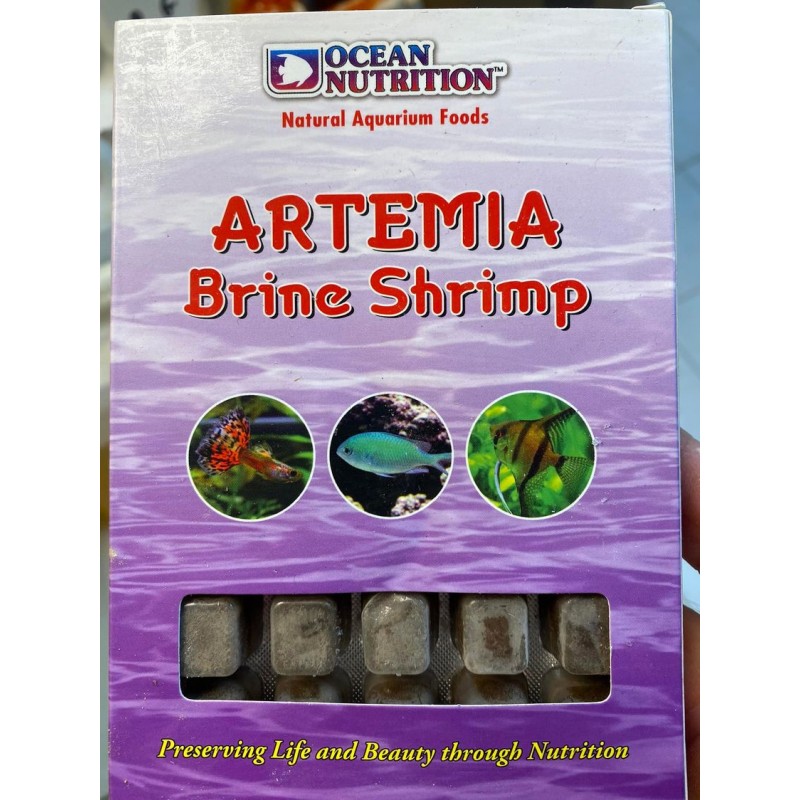 OCEAN
NUTRITION™
Natural Aquarium Foods
ARTEMIA
Brine Shrimp
Preserving Life and Beauty through Nutrition